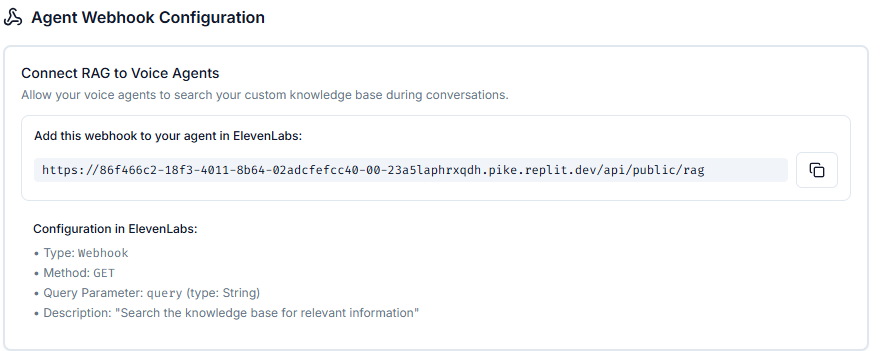 Agent Webhook Configuration
Connect RAG to Voice Agents
Allow your voice agents to search your custom knowledge base during conversations.
Add this webhook to your agent in ElevenLabs:
https://86f466c2-18f3-4011-8b64-02adcfefcc40-00-23a5laphrxqdh.pike.replit.dev/api/public/rag
Configuration in ElevenLabs:
• Type: Webhook
• Method: GET
• Query Parameter: query (type: String)
• Description: "Search the knowledge base for relevant information"